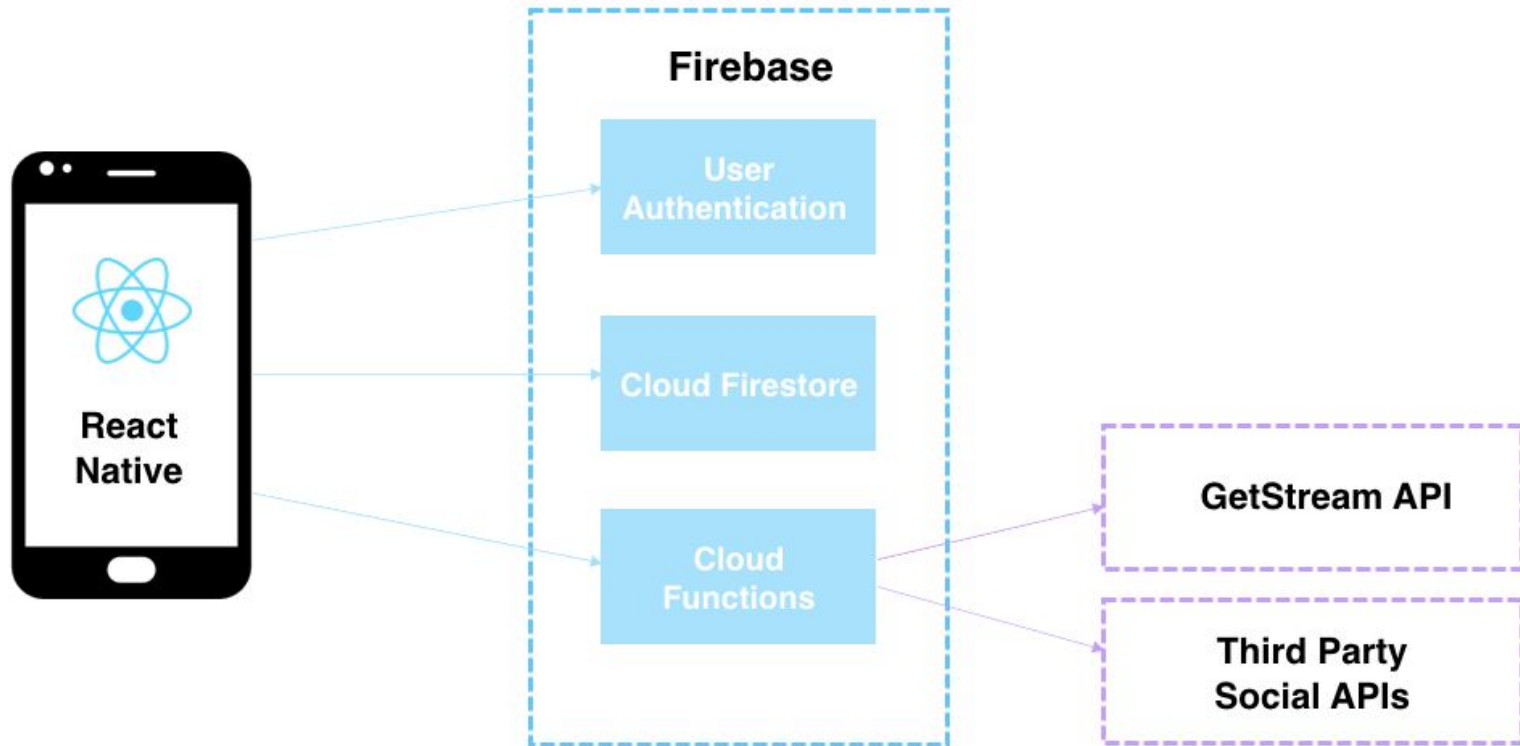 Firebase
User
Authentication
Cloud Firestore
React
Native
Cloud
Functions
GetStream API
Third Party
Social APIs